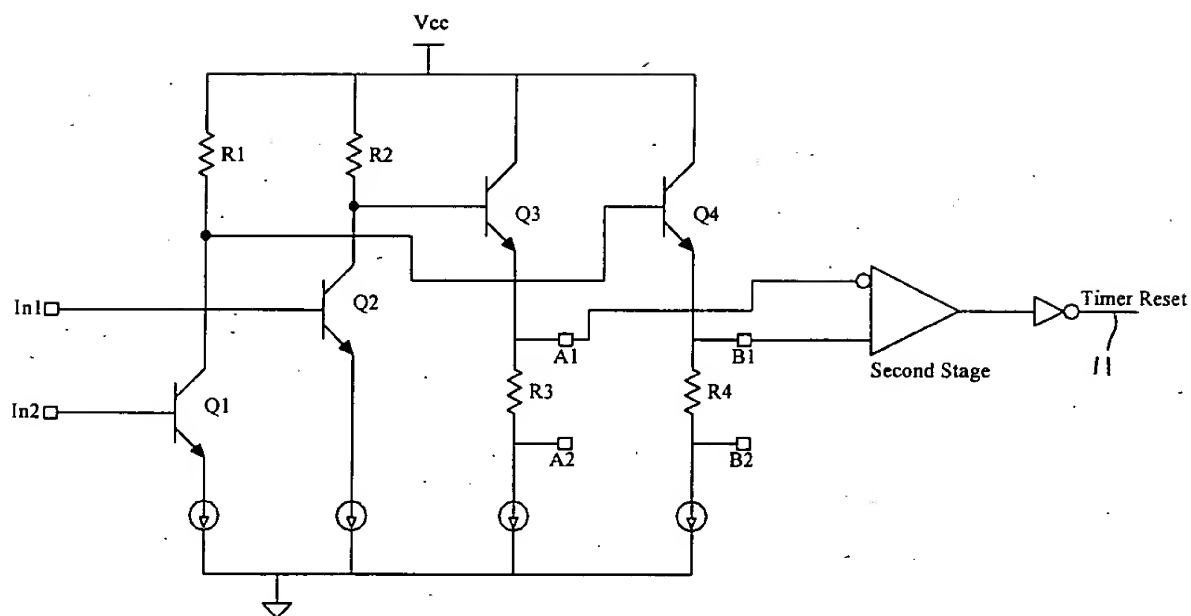 Vcc
R1
R2
Q3
Q4
In1
Q2
Timer Reset
A1
B1
Second Stage
11
R3
R4
In2
Q1
A2
B2